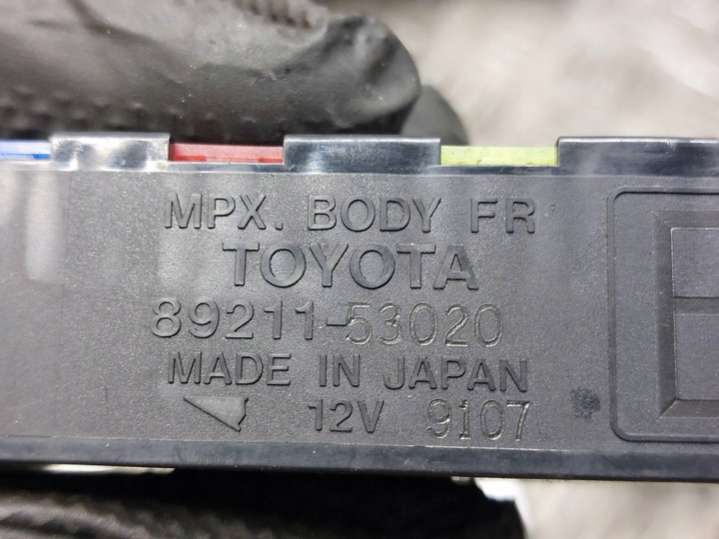 MPX. BODY FR
TOYOTA
89211-53020
MADE IN JAPAN
12V 9107